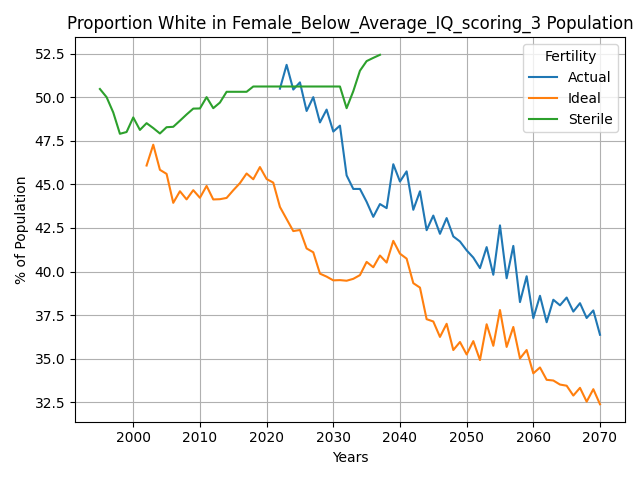 Proportion White in Female_Below_Average_IQ_scoring_3 Population
% of Population
52.5
50.0
47.5
45.0
42.5
40.0
37.5
35.0
32.5
Fertility
Actual
Ideal
Sterile
2000 2010 2020 2030 2040 2050 2060 2070
Years